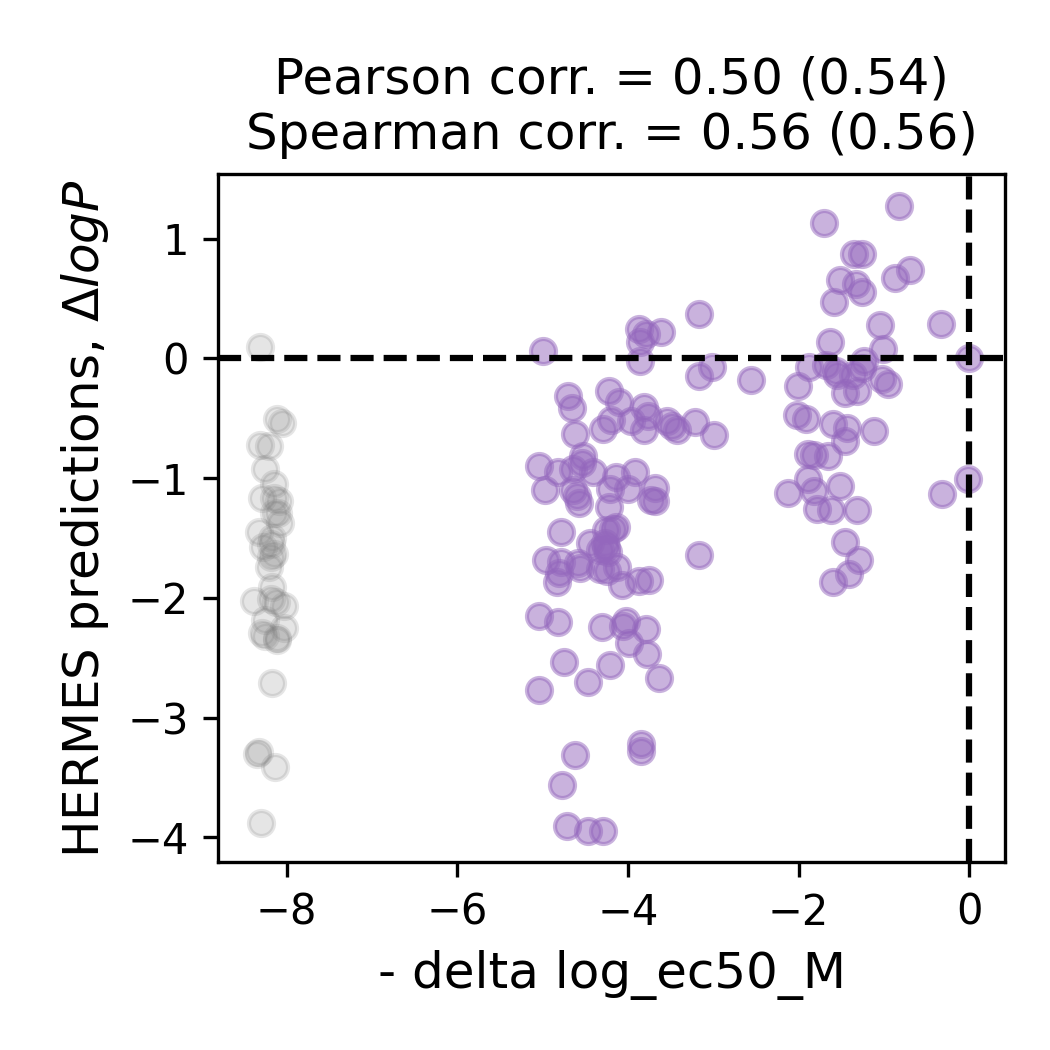 Pearson corr. = 0.50 (0.54)
Spearman corr. = 0.56 (0.56)
HERMES predictions, ΔlogP
1
0
−1
−2
−3
−4
−8
−6
−4
−2
0
- delta log_ec50_M